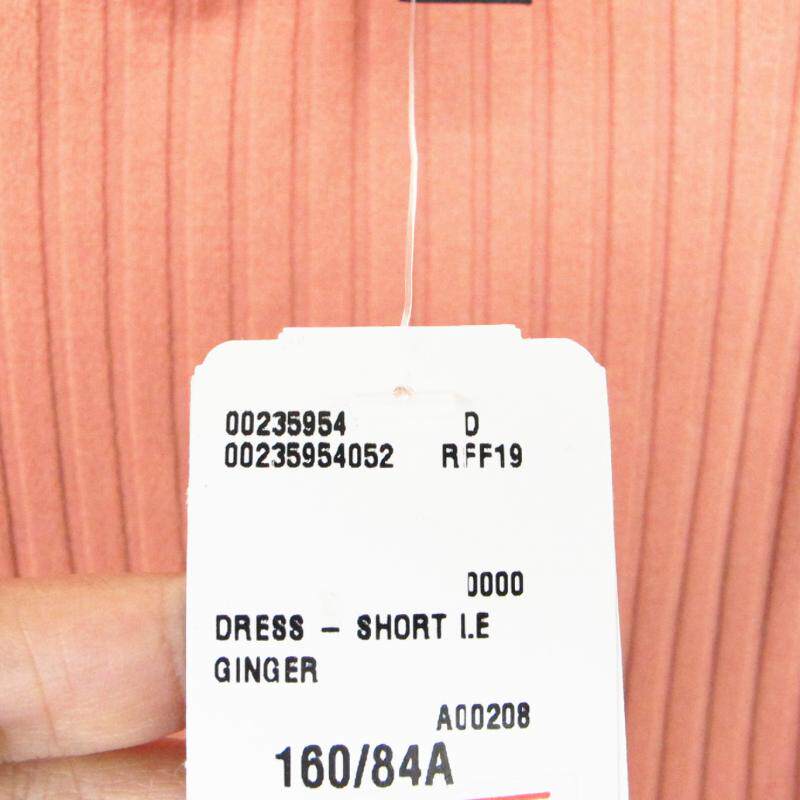 00235954 D
00235954052 RFF19
0000
DRESS – SHORT I.E
GINGER
A00208
160/84A